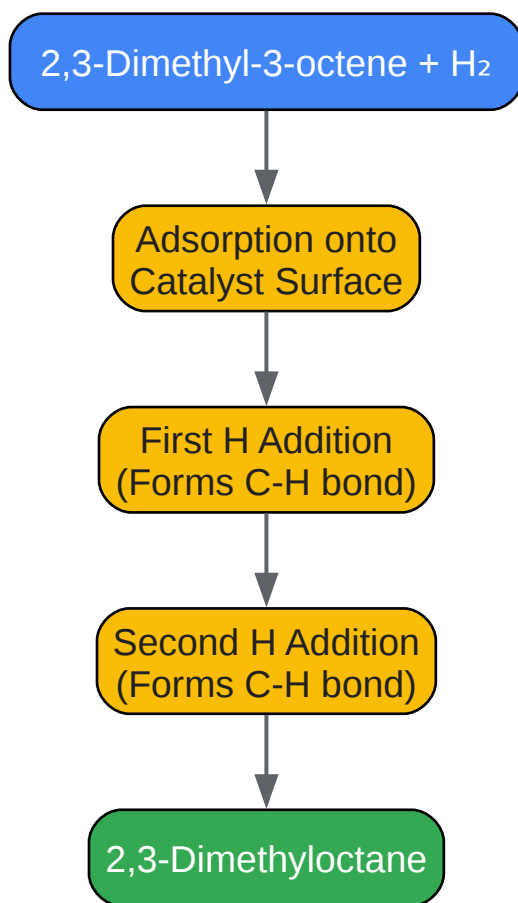 2,3-Dimethyl-3-octene + H₂
Adsorption onto
Catalyst Surface
First H Addition
(Forms C-H bond)
Second H Addition
(Forms C-H bond)
2,3-Dimethyloctane